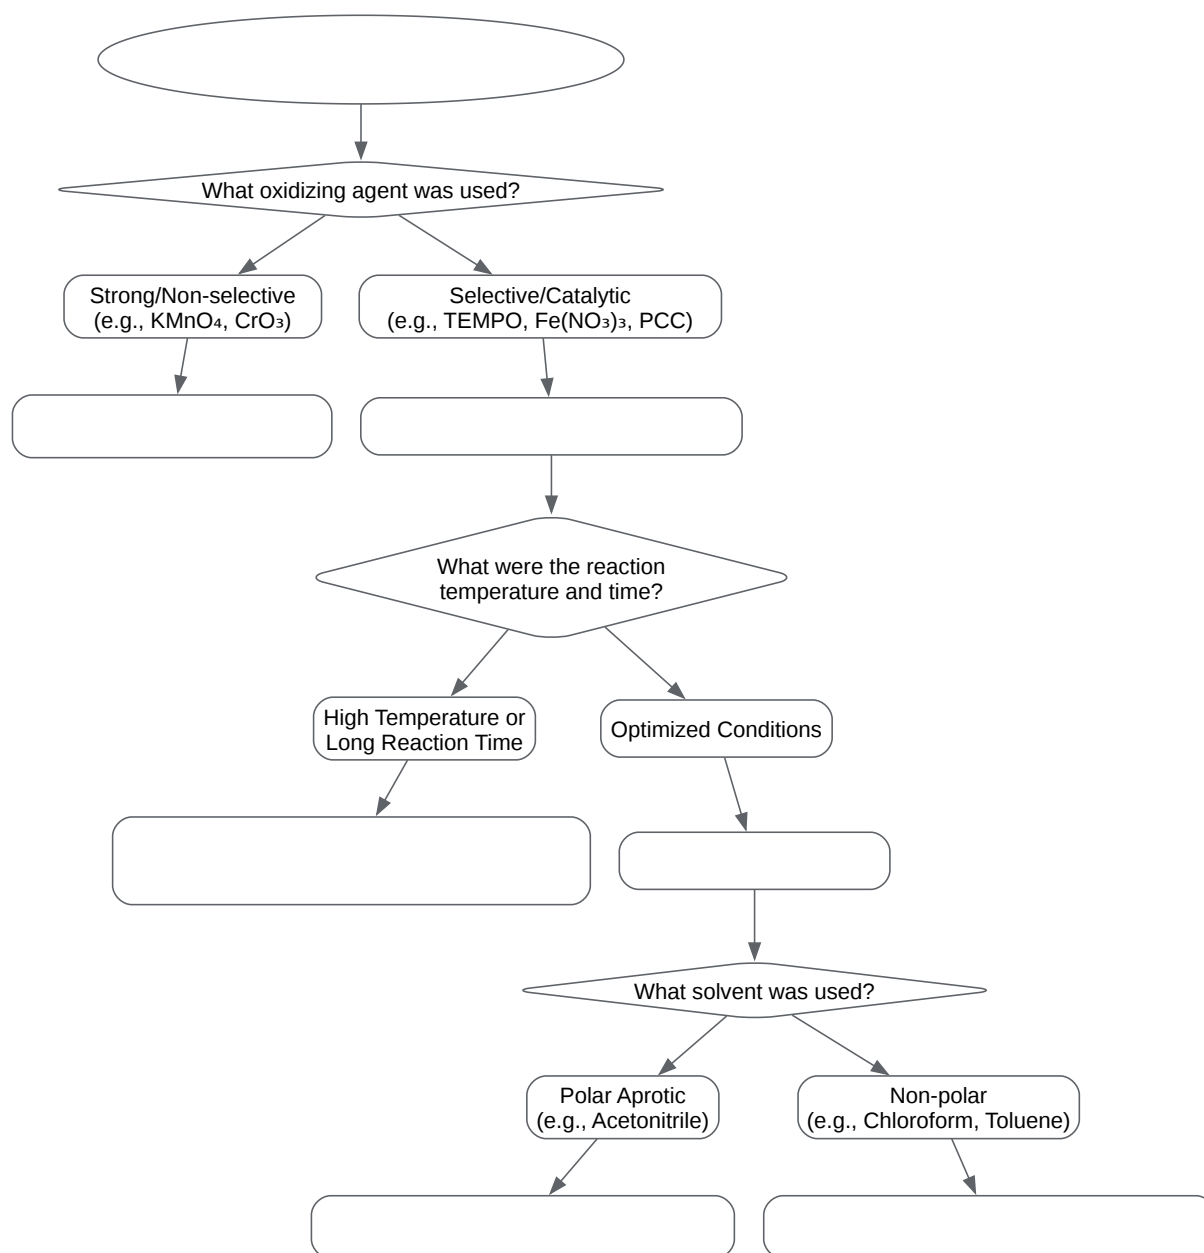 What oxidizing agent was used?
Strong/Non-selective
(e.g., KMnO₄, CrO₃)
Selective/Catalytic
(e.g., TEMPO, Fe(NO₃)₃, PCC)
What were the reaction
temperature and time?
High Temperature or
Long Reaction Time
Optimized Conditions
What solvent was used?
Polar Aprotic
(e.g., Acetonitrile)
Non-polar
(e.g., Chloroform, Toluene)